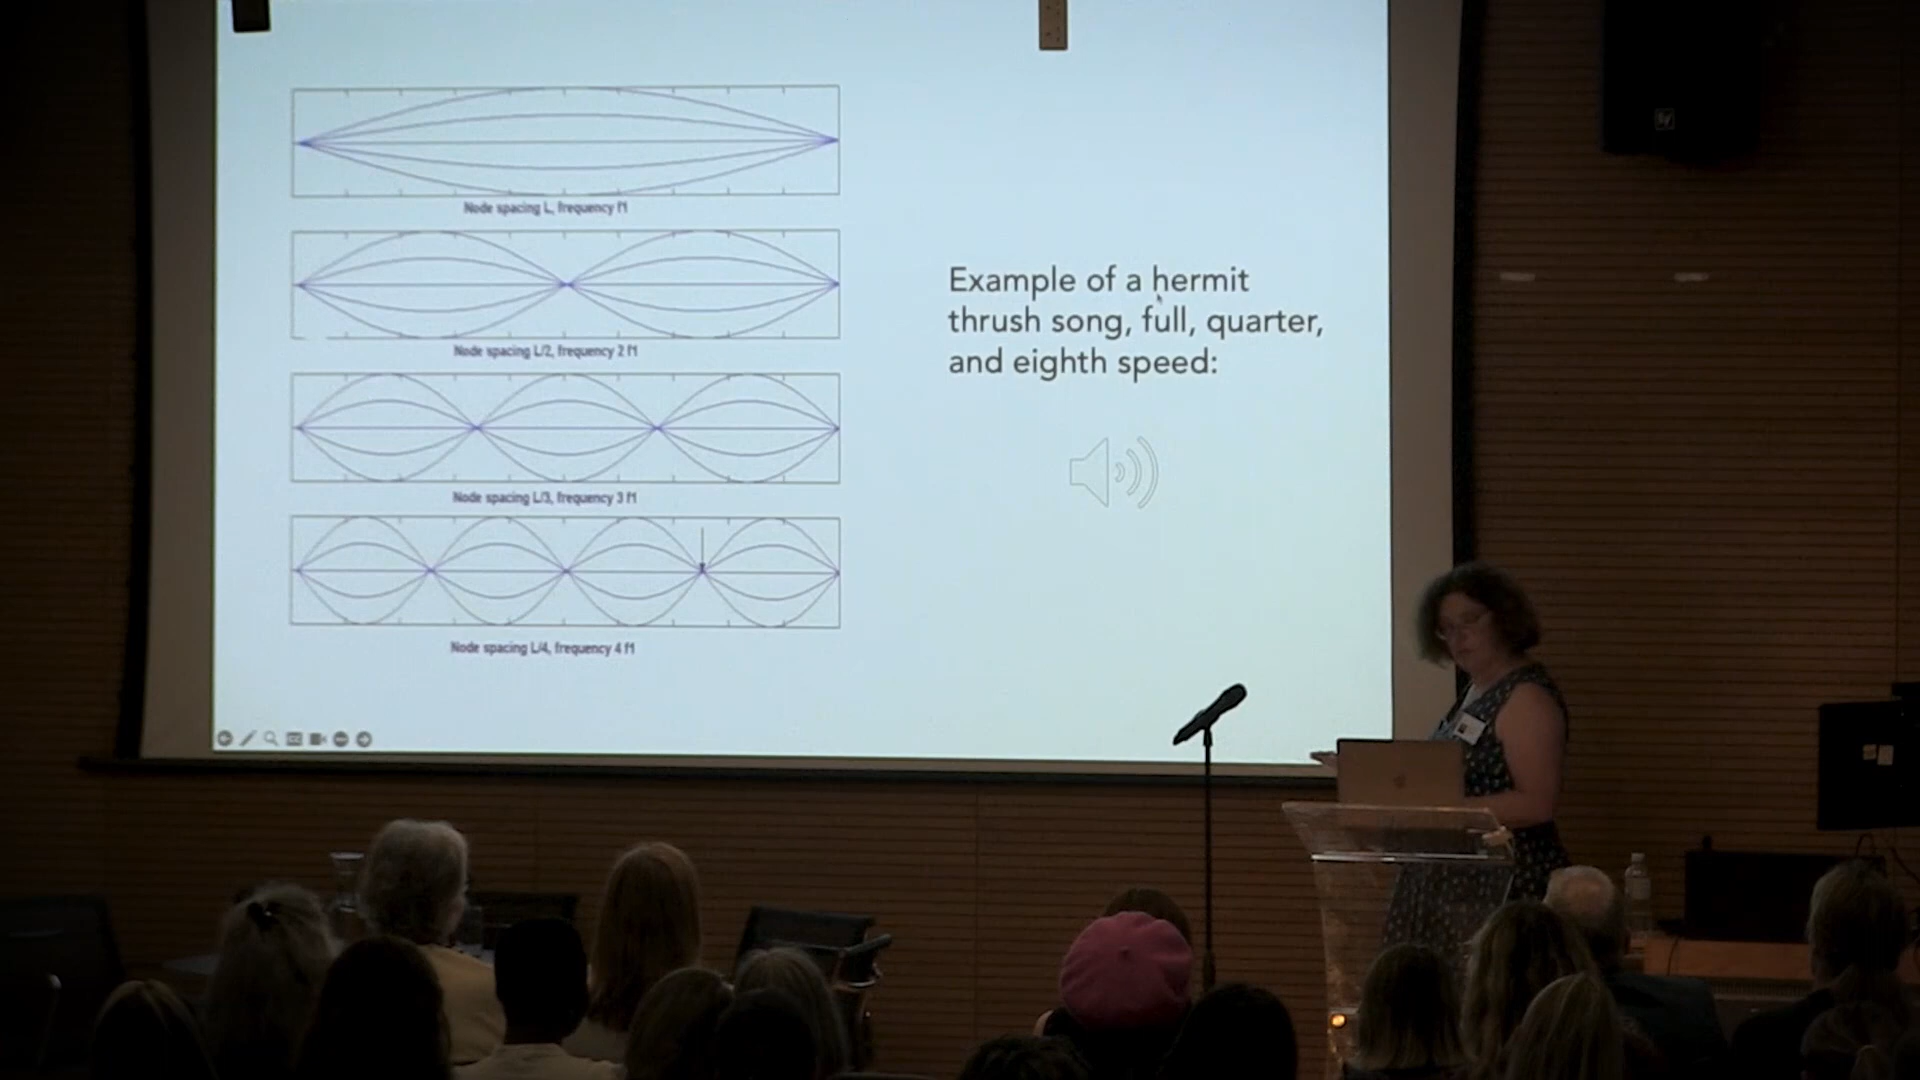 Node spacing L, frequency f1
Node spacing L/2, frequency 2 f1
Node spacing L/3, frequency 3 f1
Node spacing L/4, frequency 4 f1
Example of a hermit
thrush song, full, quarter,
and eighth speed: